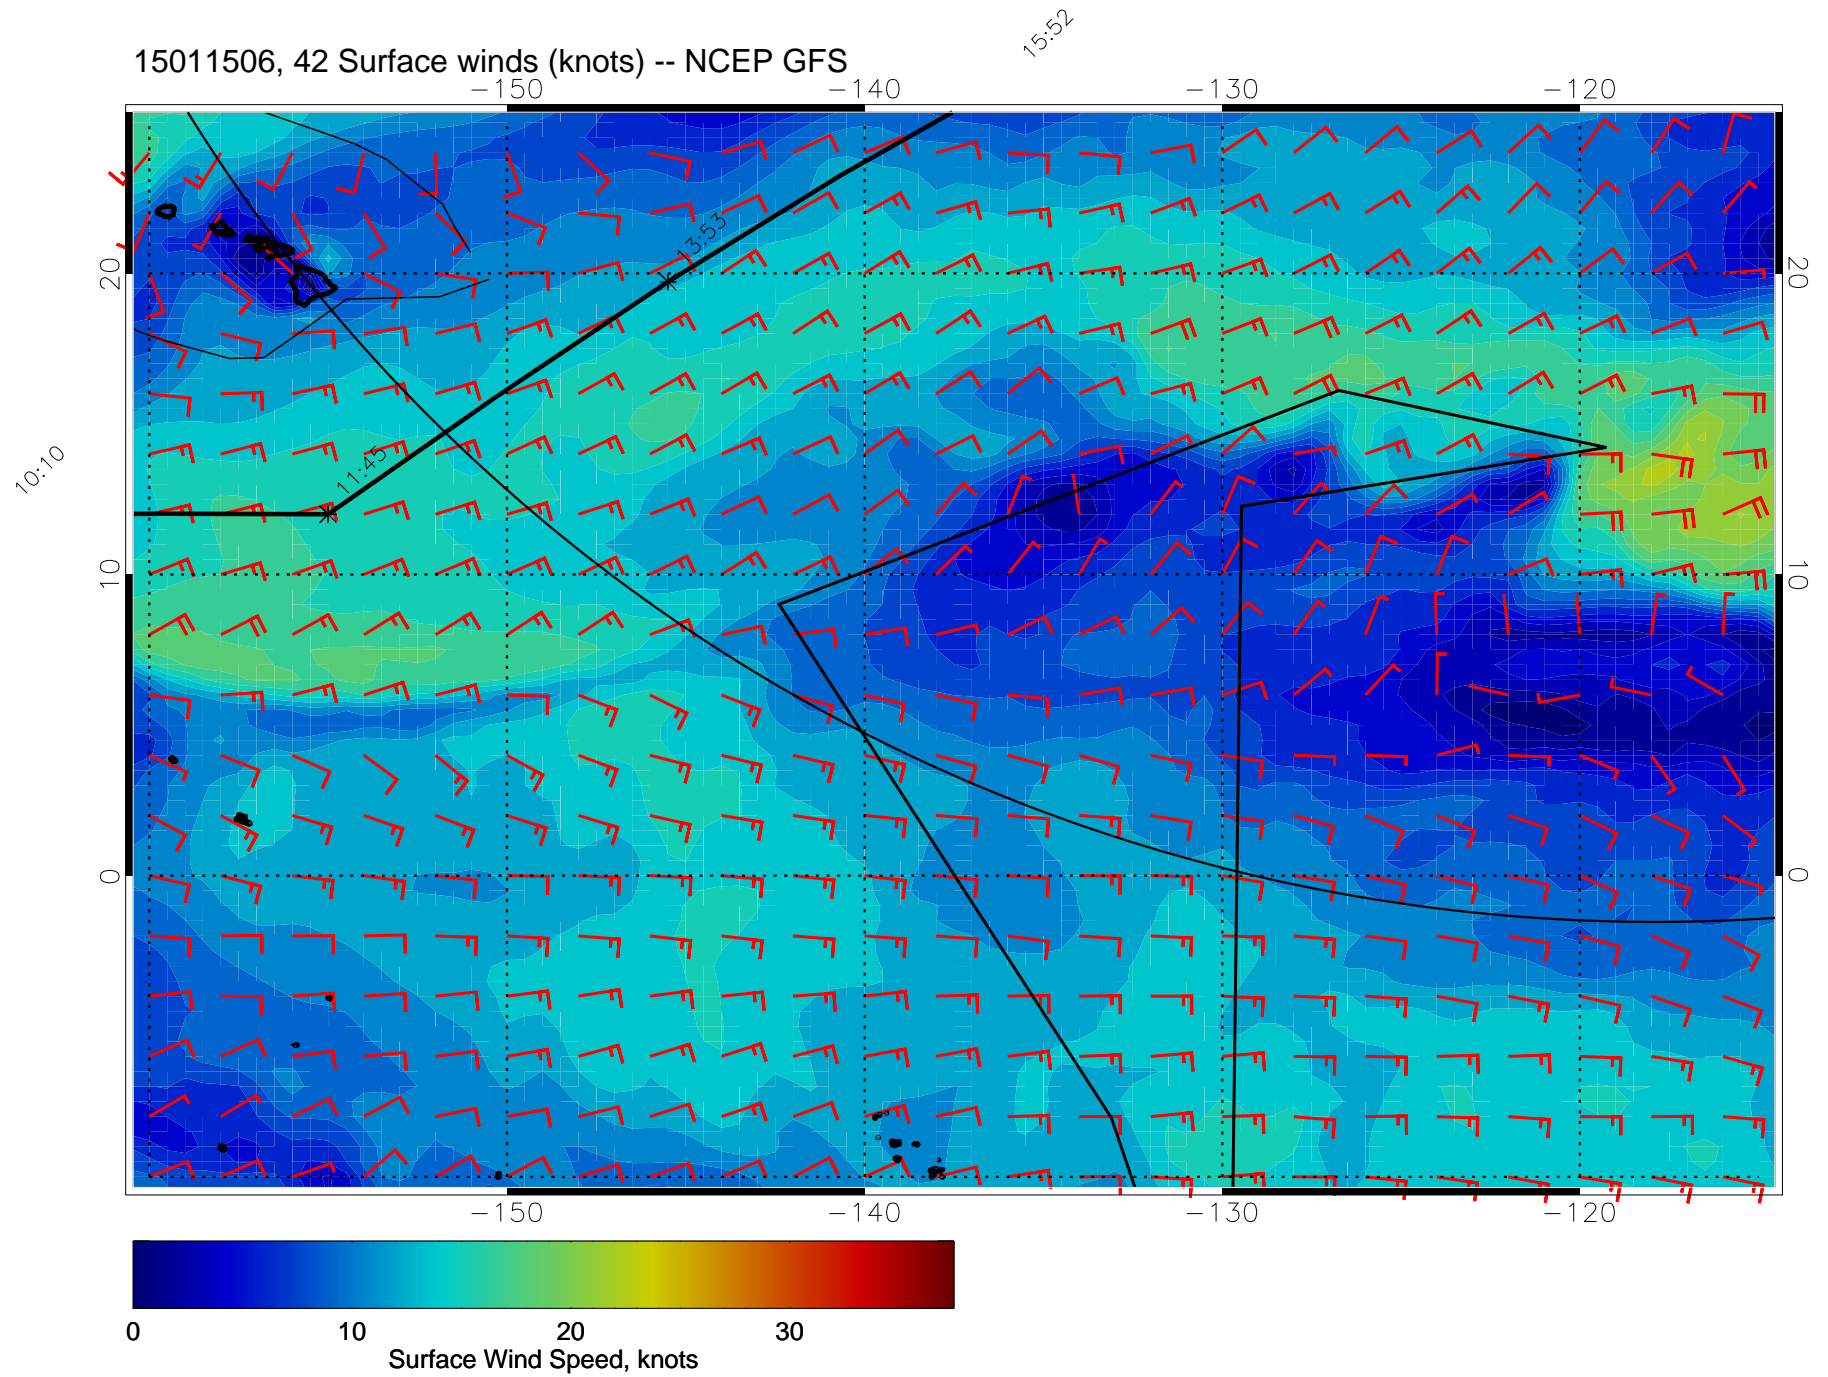 15:52
15011506, 42 Surface winds (knots) -- NCEP GFS
−150 −140 −130 −120
13:53
20 20
11:45
10:10
10 10
0 0
−150 −140 −130 −120
0 10 20 30
Surface Wind Speed, knots